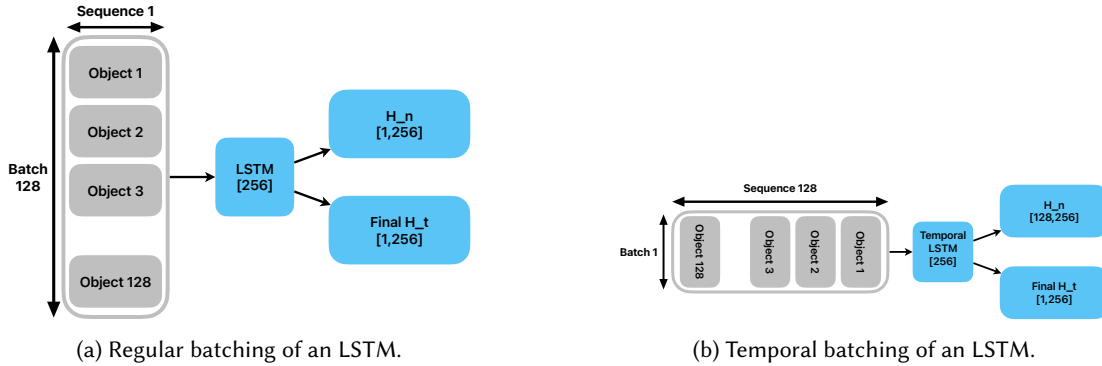 Sequence 1
Object 1
Object 2
Object 3
Object 128
Batch
128
LSTM
[256]
H_n
[1,256]
Final H_t
[1,256]
(a) Regular batching of an LSTM.
Sequence 128
Batch 1
Object 128
Object 3
Object 2
Object 1
Temporal
LSTM
[256]
H_n
[128,256]
Final H_t
[1,256]
(b) Temporal batching of an LSTM.